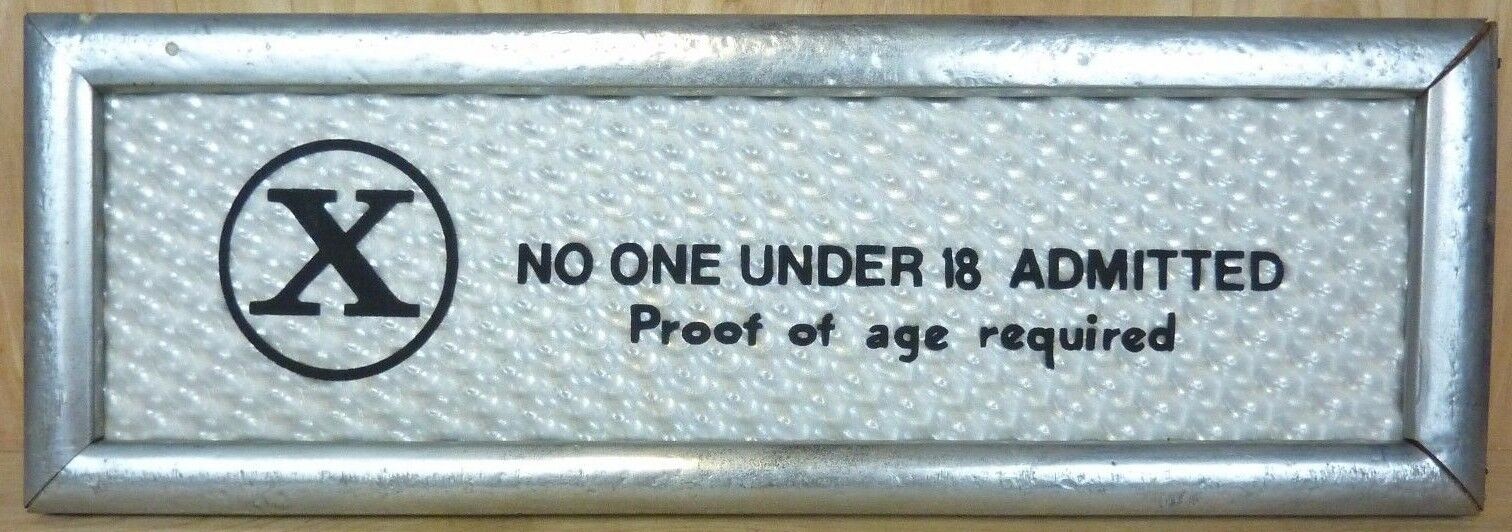 X
NO ONE UNDER 18 ADMITTED
Proof of age required